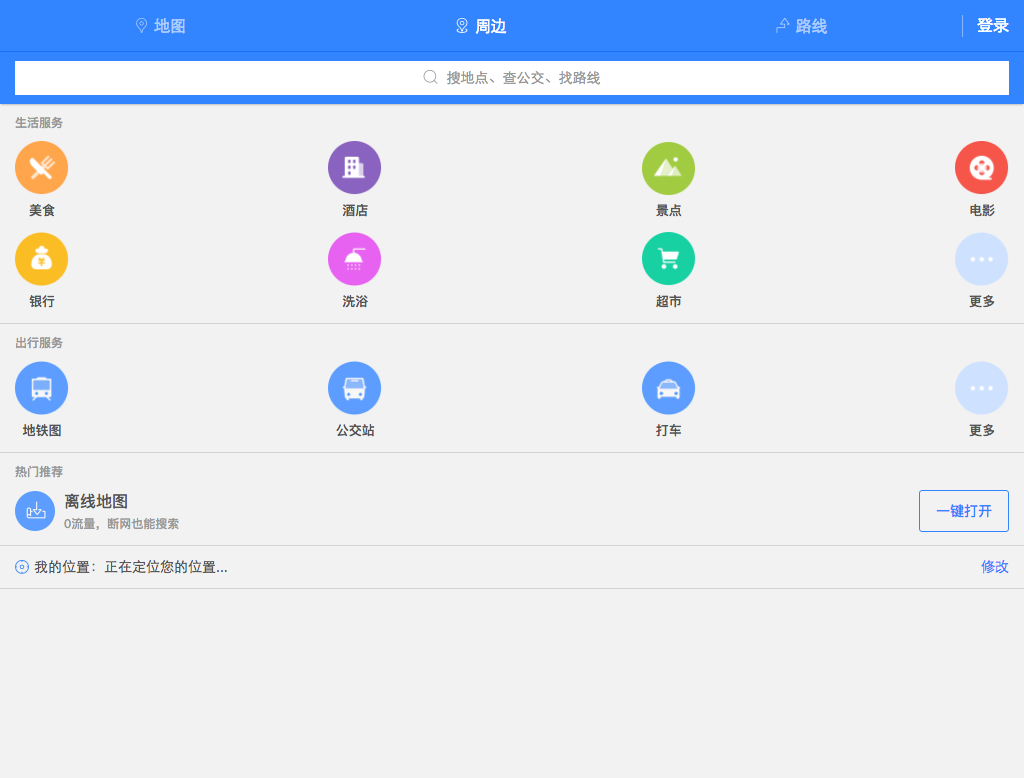 地图
周边
路线
登录
搜地点、查公交、找路线
生活服务
美食
酒店
景点
电影
银行
洗浴
超市
更多
出行服务
地铁图
公交站
打车
更多
热门推荐
离线地图
0流量，断网也能搜索
一键打开
我的位置：正在定位您的位置...
修改